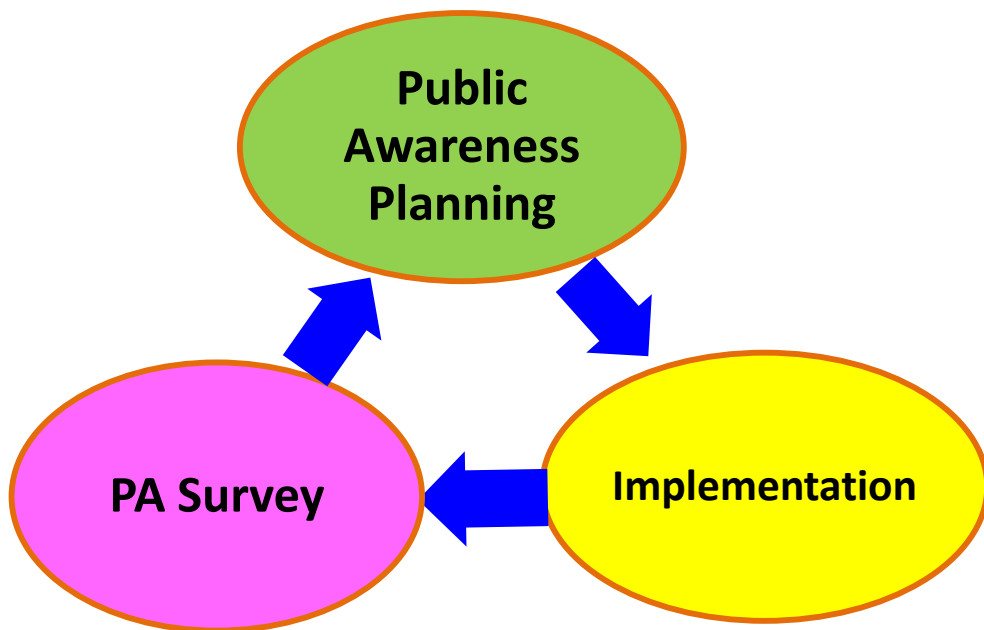 Public
Awareness
Planning
PA Survey
Implementation